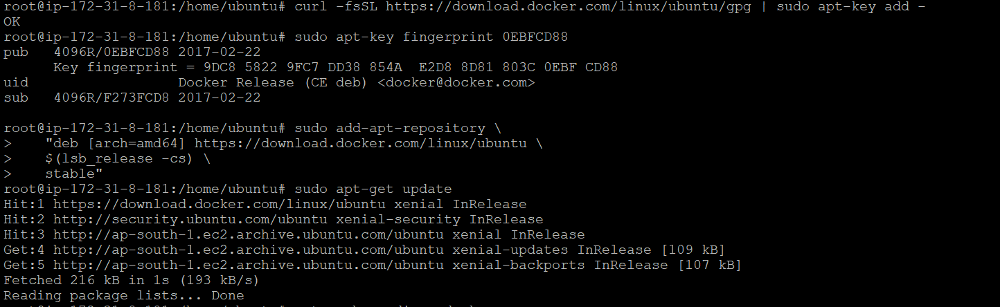 root@ip-172-31-8-181:/home/ubuntu# curl -fsSL https://download.docker.com/linux/ubuntu/gpg | sudo apt-key add -
OK
root@ip-172-31-8-181:/home/ubuntu# sudo apt-key fingerprint 0EBFCD88
pub   4096R/0EBFCD88 2017-02-22
      Key fingerprint = 9DC8 5822 9FC7 DD38 854A  E2D8 8D81 803C 0EBF CD88
uid                  Docker Release (CE deb) <docker@docker.com>
sub   4096R/F273FCD8 2017-02-22
root@ip-172-31-8-181:/home/ubuntu# sudo add-apt-repository \
>    "deb [arch=amd64] https://download.docker.com/linux/ubuntu \
>    $(lsb_release -cs) \
>    stable"
root@ip-172-31-8-181:/home/ubuntu# sudo apt-get update
Hit:1 https://download.docker.com/linux/ubuntu xenial InRelease
Hit:2 http://security.ubuntu.com/ubuntu xenial-security InRelease
Hit:3 http://ap-south-1.ec2.archive.ubuntu.com/ubuntu xenial InRelease
Get:4 http://ap-south-1.ec2.archive.ubuntu.com/ubuntu xenial-updates InRelease [109 kB]
Get:5 http://ap-south-1.ec2.archive.ubuntu.com/ubuntu xenial-backports InRelease [107 kB]
Fetched 216 kB in 1s (193 kB/s)
Reading package lists... Done